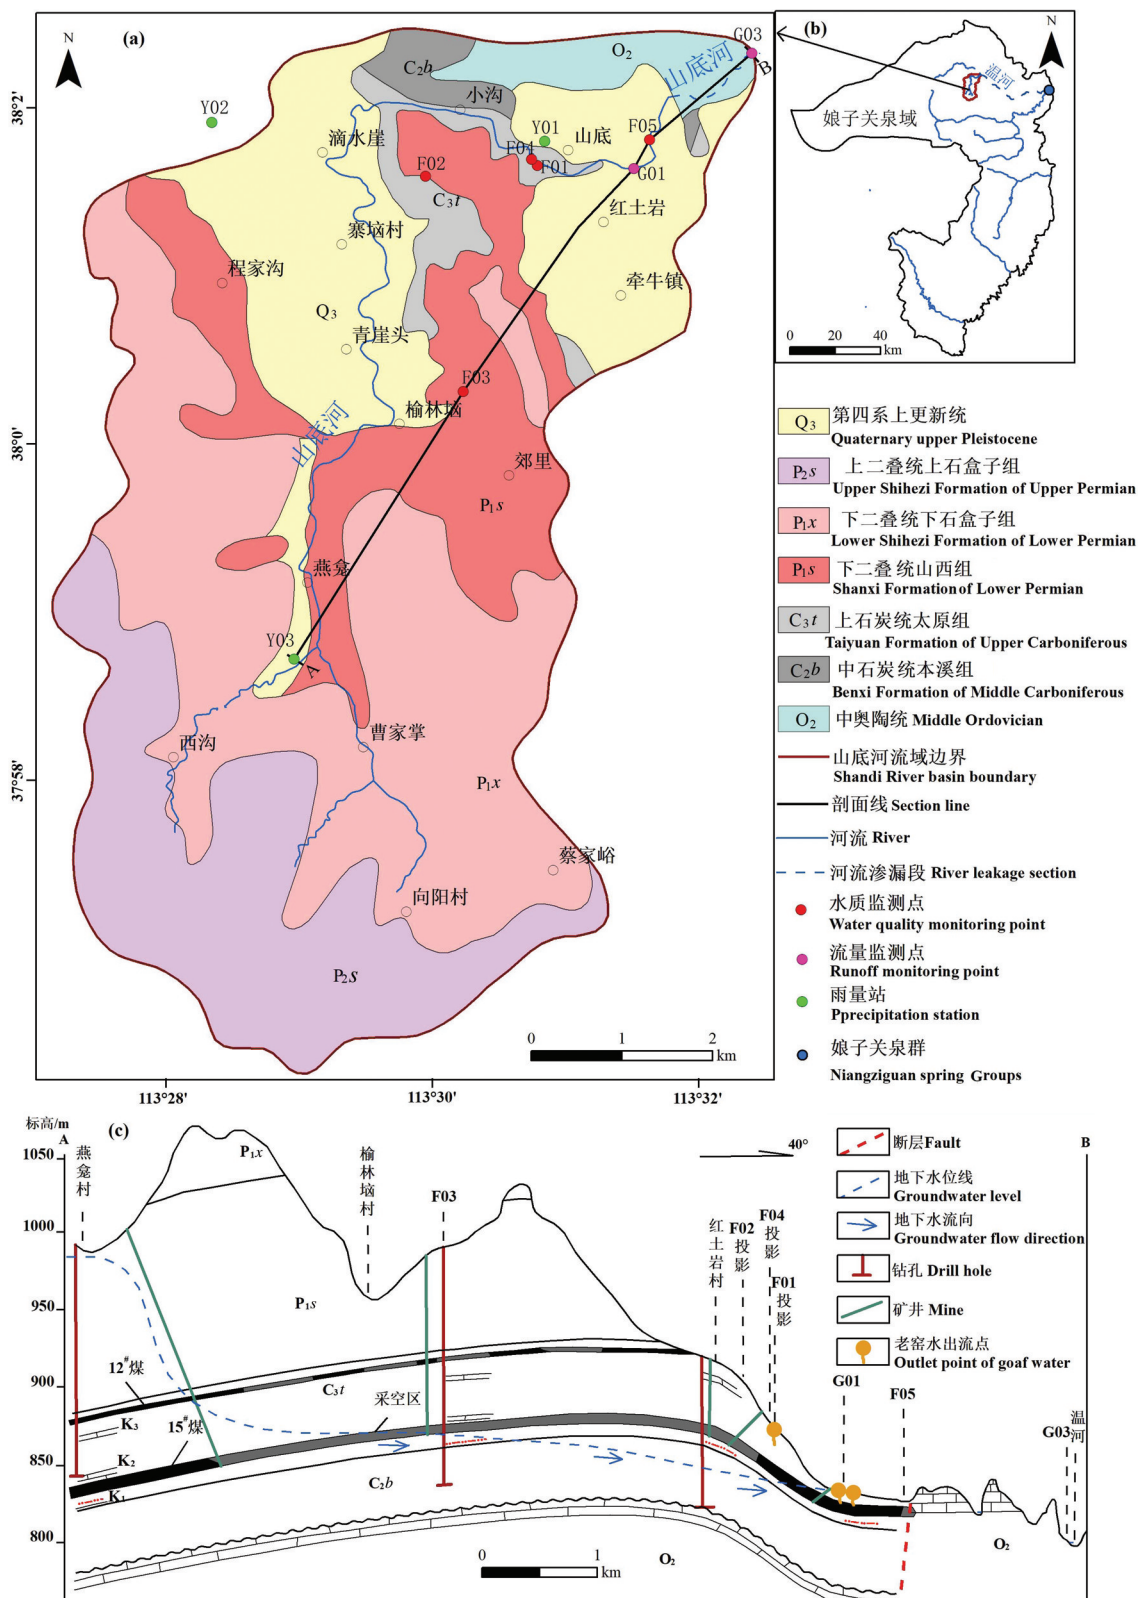 (a)
N
38°2′
38°0′
37°58′
113°28′
113°30′
113°32′
Y02
滴水崖
C₂b
小沟
O₂
山底河
G03
B
Y01
山底
F04
F01
F05
G01
F02
C₃t
红土岩
寨垴村
程家沟
牵牛镇
Q₃
青崖头
F03
榆林垴
山底河
郊里
P₁s
燕龛
Y03
A
西沟
曹家掌
P₁x
蔡家峪
向阳村
P₂s
0 1 2
km
(b)
N
温河
娘子关泉域
0 20 40
km
Q₃ 第四系上更新统
Quaternary upper Pleistocene
P₂s 上二叠统上石盒子组
Upper Shihezi Formation of Upper Permian
P₁x 下二叠统下石盒子组
Lower Shihezi Formation of Lower Permian
P₁s 下二叠统山西组
Shanxi Formation of Lower Permian
C₃t 上石炭统太原组
Taiyuan Formation of Upper Carboniferous
C₂b 中石炭统本溪组
Benxi Formation of Middle Carboniferous
O₂ 中奥陶统 Middle Ordovician
山底河流域边界
Shandi River basin boundary
剖面线 Section line
河流 River
河流渗漏段 River leakage section
水质监测点
Water quality monitoring point
流量监测点
Runoff monitoring point
雨量站
Pprecipitation station
娘子关泉群
Niangziguan spring Groups
(c)
标高/m
A
1050
1000
950
900
850
800
燕龛村
P₁x
榆林垴村
F03
40°
B
红土岩村
F02投影
F04投影
F01投影
P₁s
12#煤
C₃t
采空区
K₃
15#煤
K₂
K₁
C₂b
G01
F05
G03
温河
O₂
O₂
0 1
km
断层Fault
地下水位线
Groundwater level
地下水流向
Groundwater flow direction
钻孔 Drill hole
矿井 Mine
老窑水出流点
Outlet point of goaf water